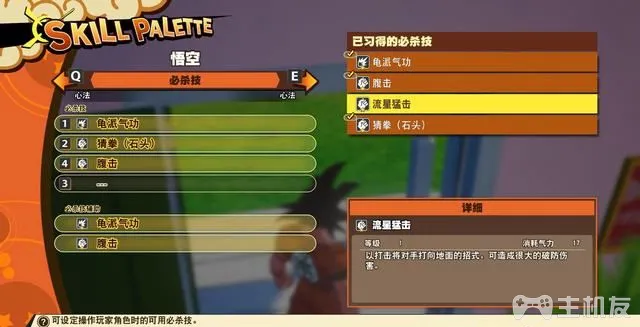 SKILL PALETTE
悟空
Q 必杀技 E
心法 心法
必杀技
1 龟派气功
2 猜拳（石头）
4 腹击
3 ---
必杀技辅助
龟派气功
腹击
已习得的必杀技
龟派气功
腹击
流星猛击
猜拳（石头）
详细
流星猛击
等级 1 消耗气力 17
以打击将对手打向地面的招式，可造成很大的破防伤
害。
?可设定操作玩家角色时的可用必杀技。
主机友